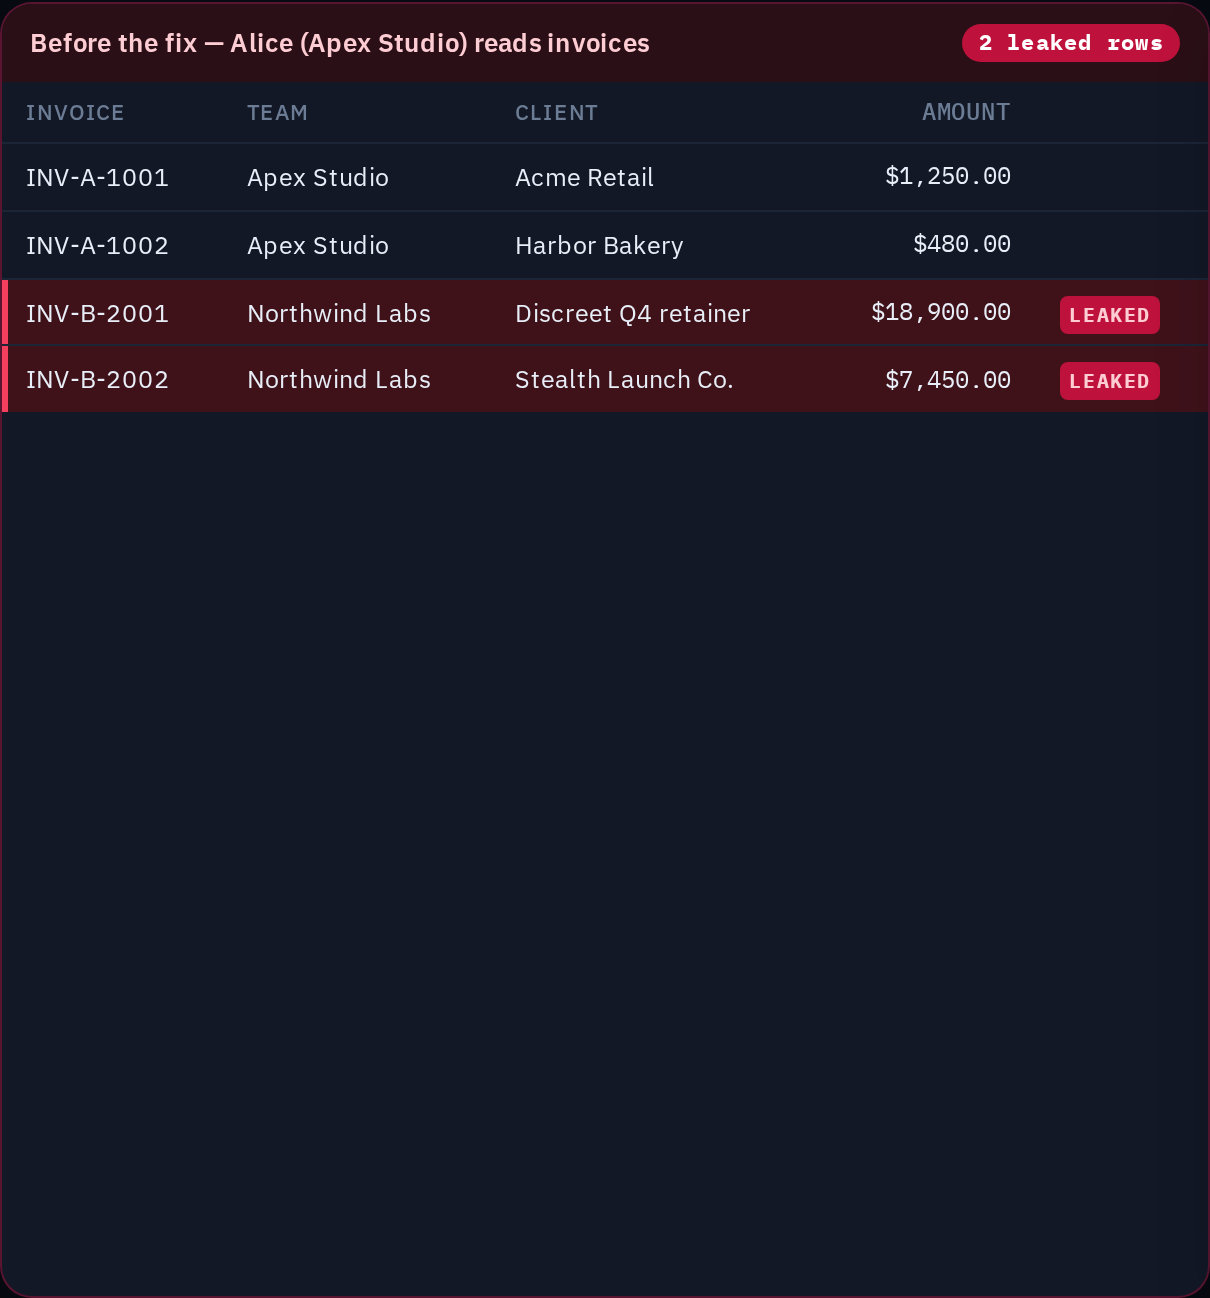 Before the fix — Alice (Apex Studio) reads invoices 2 leaked rows
INVOICE TEAM CLIENT AMOUNT
INV-A-1001 Apex Studio Acme Retail $1,250.00
INV-A-1002 Apex Studio Harbor Bakery $480.00
INV-B-2001 Northwind Labs Discreet Q4 retainer $18,900.00 LEAKED
INV-B-2002 Northwind Labs Stealth Launch Co. $7,450.00 LEAKED